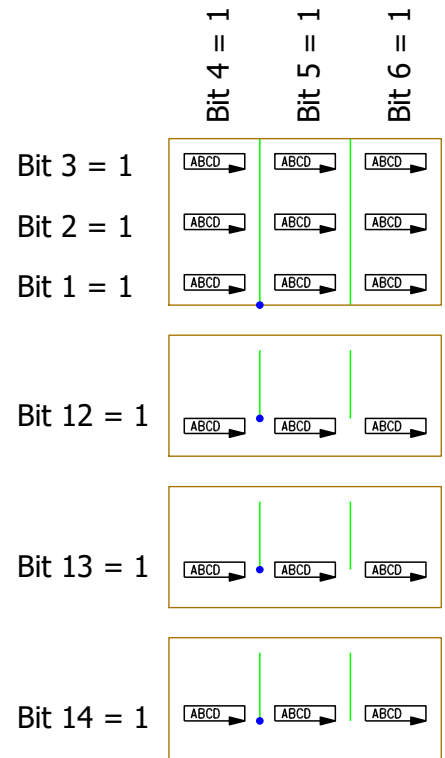 Bit 4 = 1 Bit 5 = 1 Bit 6 = 1
Bit 3 = 1 ABCD ABCD ABCD
Bit 2 = 1 ABCD ABCD ABCD
Bit 1 = 1 ABCD ABCD ABCD
Bit 12 = 1 ABCD ABCD ABCD
Bit 13 = 1 ABCD ABCD ABCD
Bit 14 = 1 ABCD ABCD ABCD